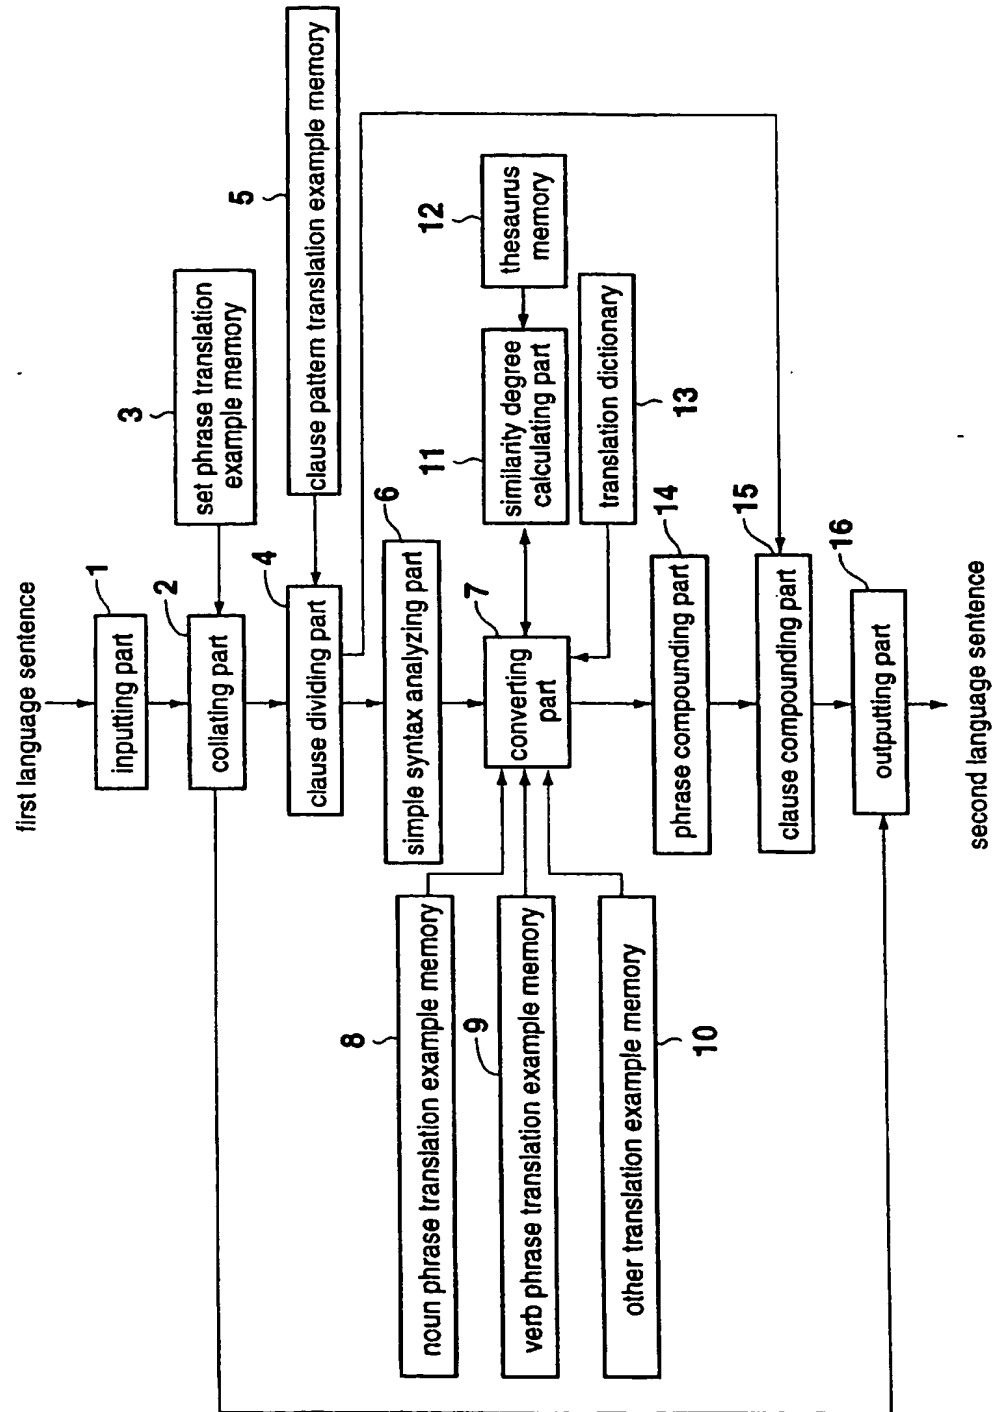 first language sentence
1
inputting part
2
collating part
3
set phrase translation
example memory
4
clause dividing part
5
clause pattern translation example memory
6
simple syntax analyzing part
7
converting
part
8
noun phrase translation example memory
9
verb phrase translation example memory
10
other translation example memory
11
similarity degree
calculating part
12
thesaurus
memory
13
translation dictionary
14
phrase compounding part
15
clause compounding part
16
outputting part
second language sentence